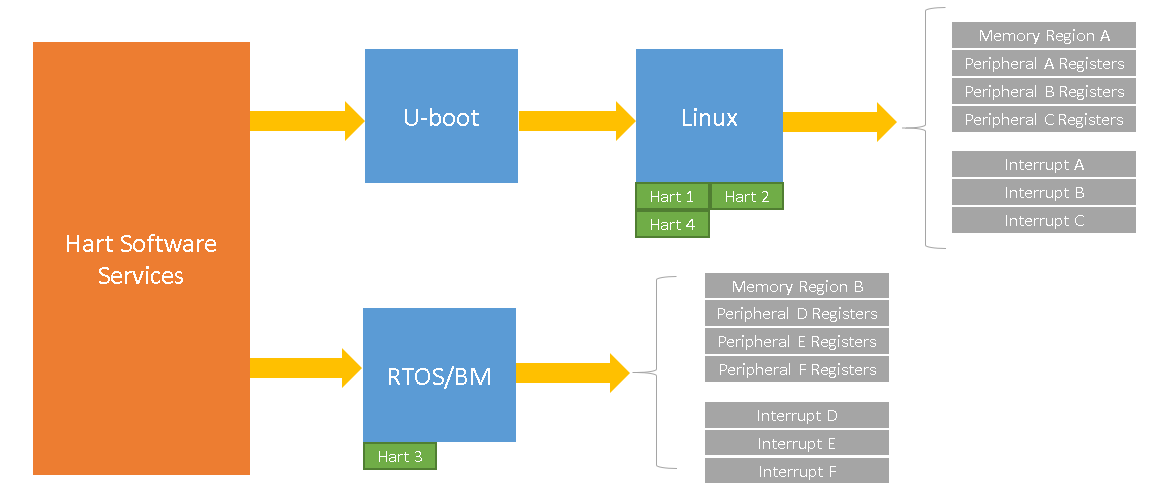 Hart Software
Services
U-boot
Linux
Hart 1
Hart 2
Hart 4
Memory Region A
Peripheral A Registers
Peripheral B Registers
Peripheral C Registers
Interrupt A
Interrupt B
Interrupt C
RTOS/BM
Hart 3
Memory Region B
Peripheral D Registers
Peripheral E Registers
Peripheral F Registers
Interrupt D
Interrupt E
Interrupt F